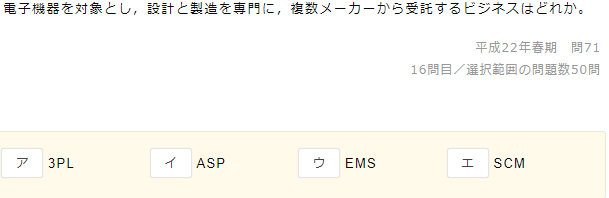 電子機器を対象とし，設計と製造を専門に，複数メーカーから受託するビジネスはどれか。
平成22年春期　問71
16問目／選択範囲の問題数50問
ア 3PL イ ASP ウ EMS エ SCM